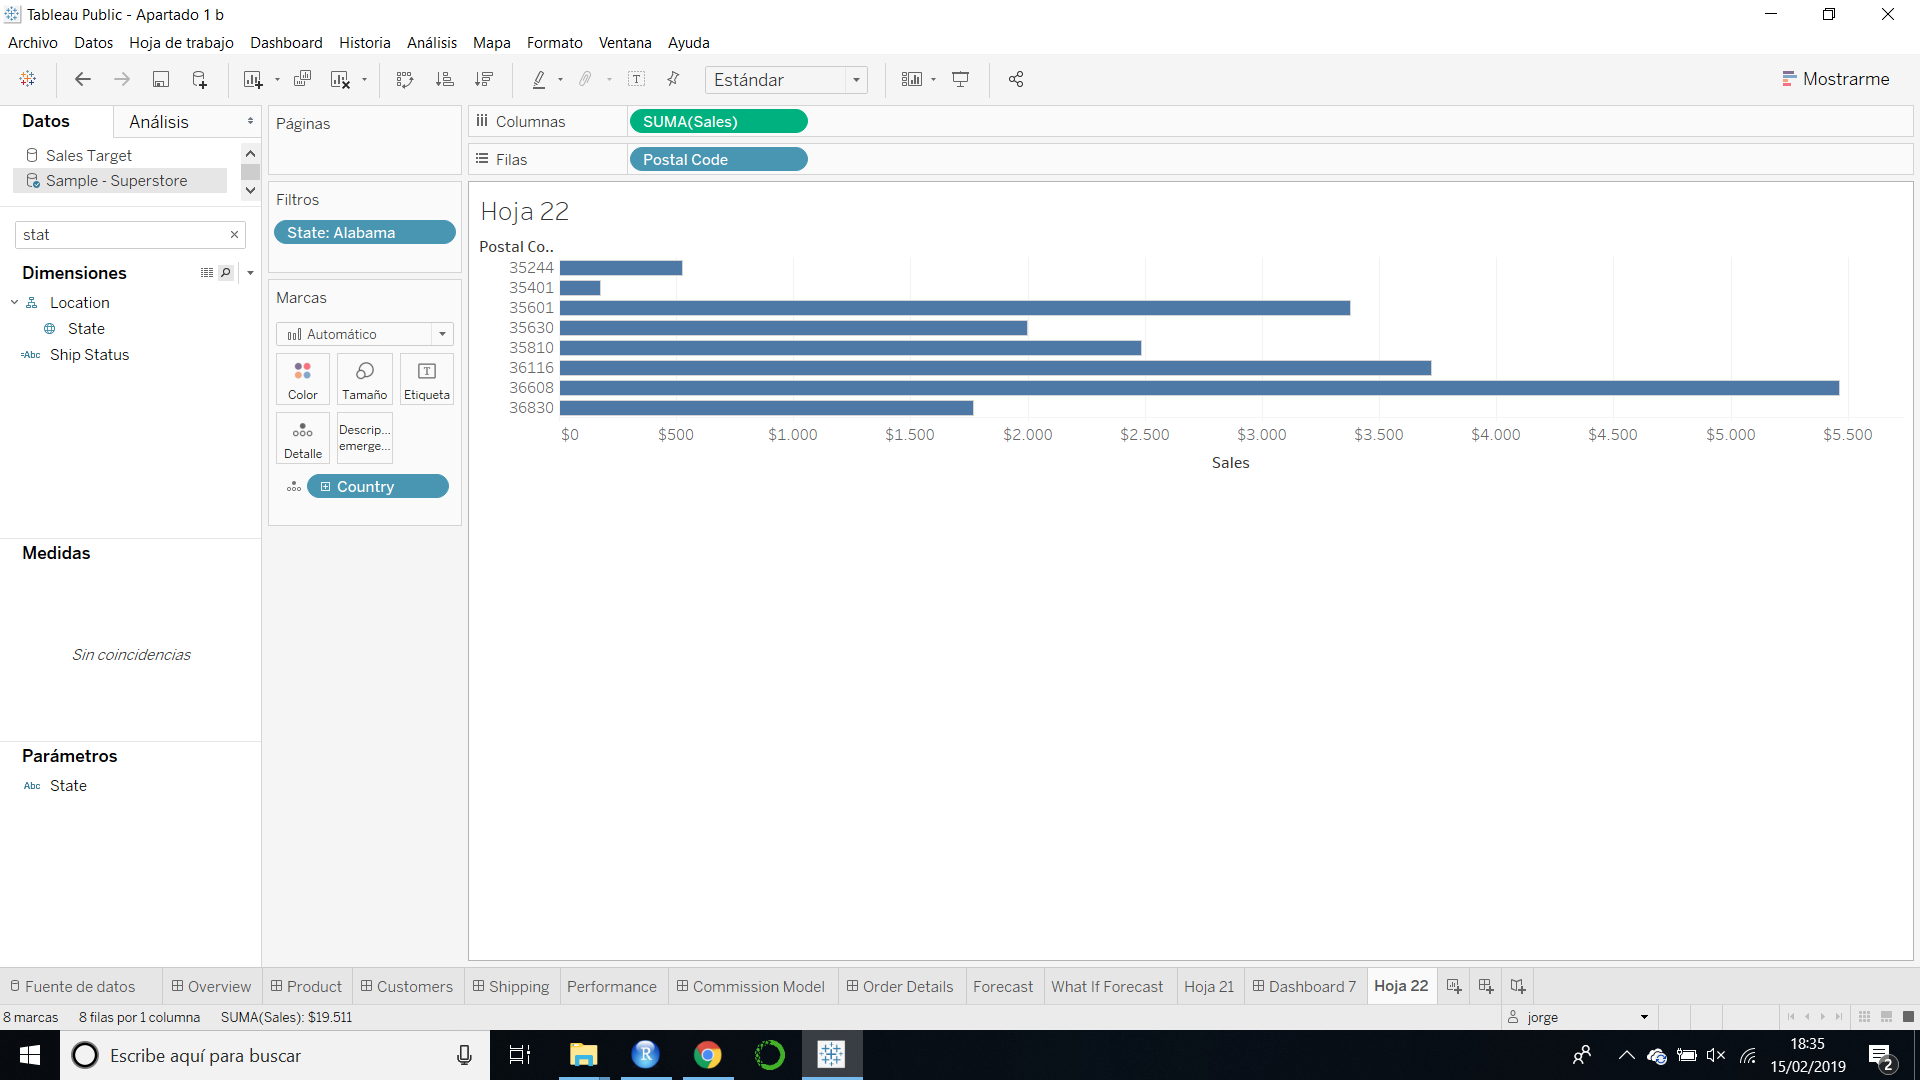 Tableau Public - Apartado 1 b
Archivo Datos Hoja de trabajo Dashboard Historia Análisis Mapa Formato Ventana Ayuda
Estándar
Mostrarme
Datos
Análisis
Sales Target
Sample - Superstore
stat
Dimensiones
Location
State
=Abc Ship Status
Medidas
Sin coincidencias
Parámetros
Abc State
Páginas
Filtros
State: Alabama
Marcas
Automático
Color
Tamaño
Etiqueta
Detalle
Descrip...
emerge...
Country
Columnas
SUMA(Sales)
Filas
Postal Code
Hoja 22
Postal Co..
35244
35401
35601
35630
35810
36116
36608
36830
$0 $500 $1.000 $1.500 $2.000 $2.500 $3.000 $3.500 $4.000 $4.500 $5.000 $5.500
Sales
Fuente de datos Overview Product Customers Shipping Performance Commission Model Order Details Forecast What If Forecast Hoja 21 Dashboard 7 Hoja 22
8 marcas 8 filas por 1 columna SUMA(Sales): $19.511
jorge
Escribe aquí para buscar
18:35
15/02/2019
2